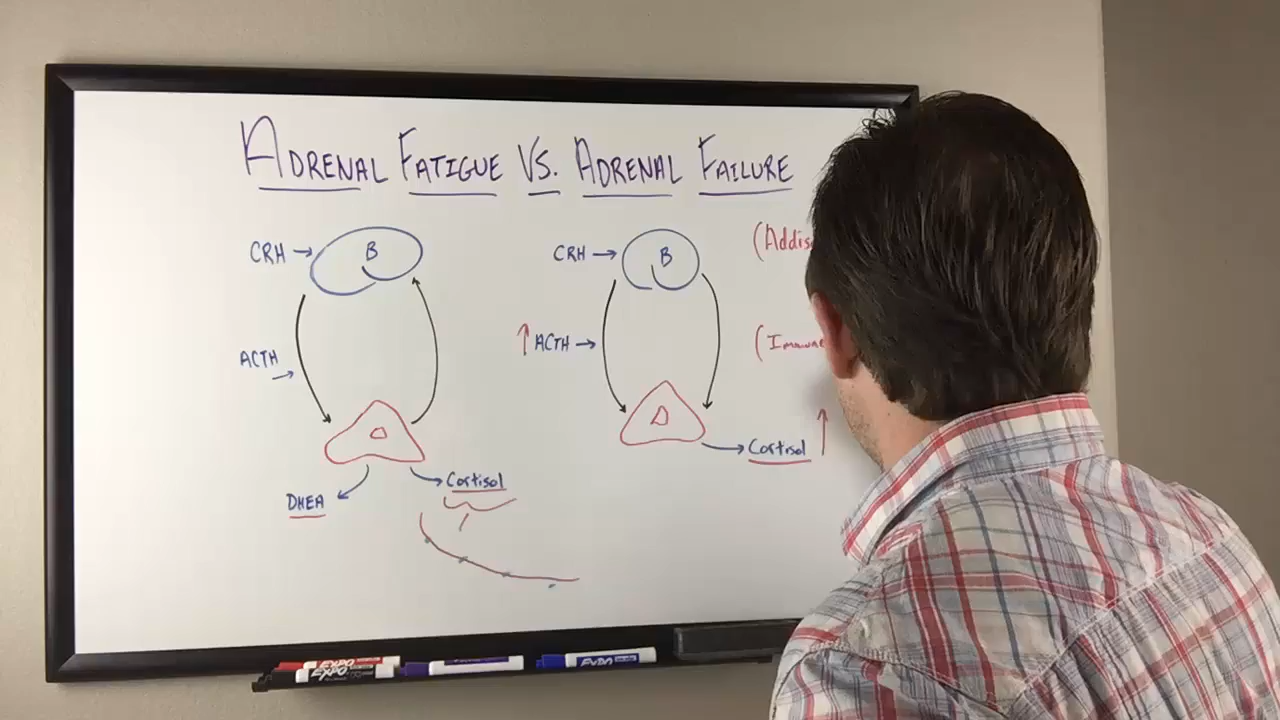 ADRENAL FATIGUE VS. ADRENAL FAILURE
CRH
B
ACTH
DHEA
Cortisol
CRH
B
ACTH
Cortisol
(Addis
(Immune
EXPO
EXPO
EXPO